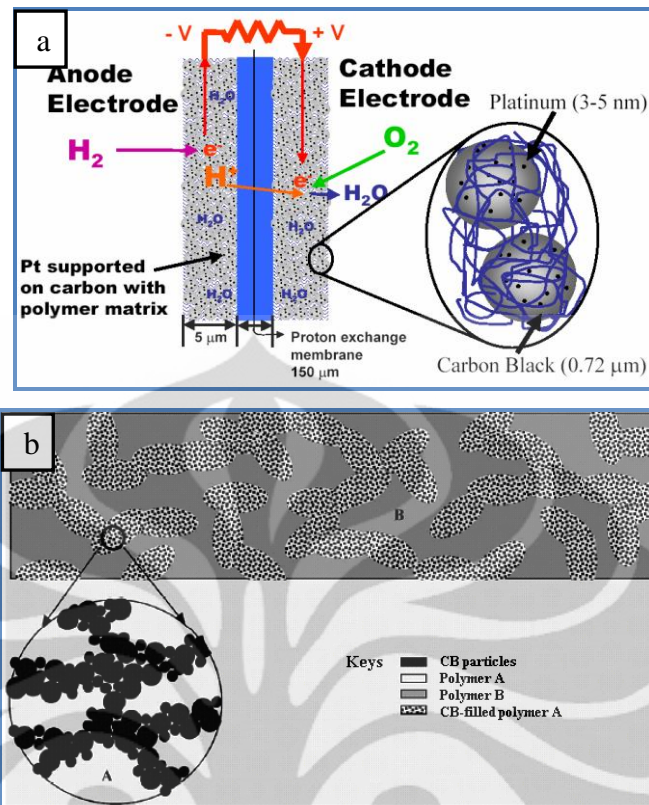 a
- V
+ V
Anode
Electrode
Cathode
Electrode
Platinum (3-5 nm)
H₂O
H₂
e⁻
O₂
H⁺
e⁻
H₂O
H₂O
H₂O
Pt supported
on carbon with
polymer matrix
H₂O
H₂O
5 μm
Proton exchange
membrane
150 μm
Carbon Black (0.72 μm)
b
B
Keys
CB particles
Polymer A
Polymer B
CB-filled polymer A
A